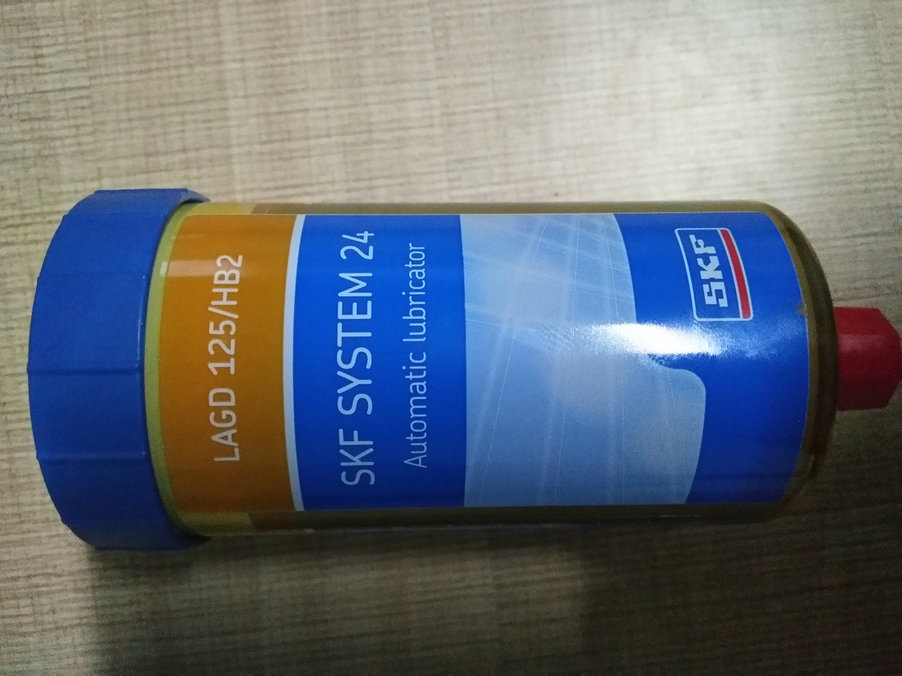 LAGD 125/HB2
SKF SYSTEM 24
Automatic lubricator
SKF